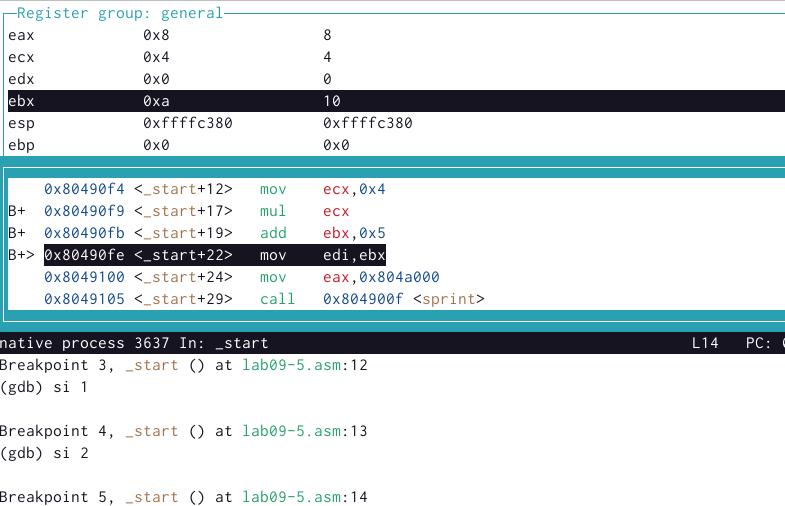 Register group: general
eax 0x8 8
ecx 0x4 4
edx 0x0 0
ebx 0xa 10
esp 0xffffc380 0xffffc380
ebp 0x0 0x0
0x80490f4 <_start+12> mov ecx,0x4
B+ 0x80490f9 <_start+17> mul ecx
B+ 0x80490fb <_start+19> add ebx,0x5
B+> 0x80490fe <_start+22> mov edi,ebx
0x8049100 <_start+24> mov eax,0x804a000
0x8049105 <_start+29> call 0x804900f <sprint>
native process 3637 In: _start L14 PC:
Breakpoint 3, _start () at lab09-5.asm:12
(gdb) si 1
Breakpoint 4, _start () at lab09-5.asm:13
(gdb) si 2
Breakpoint 5, _start () at lab09-5.asm:14